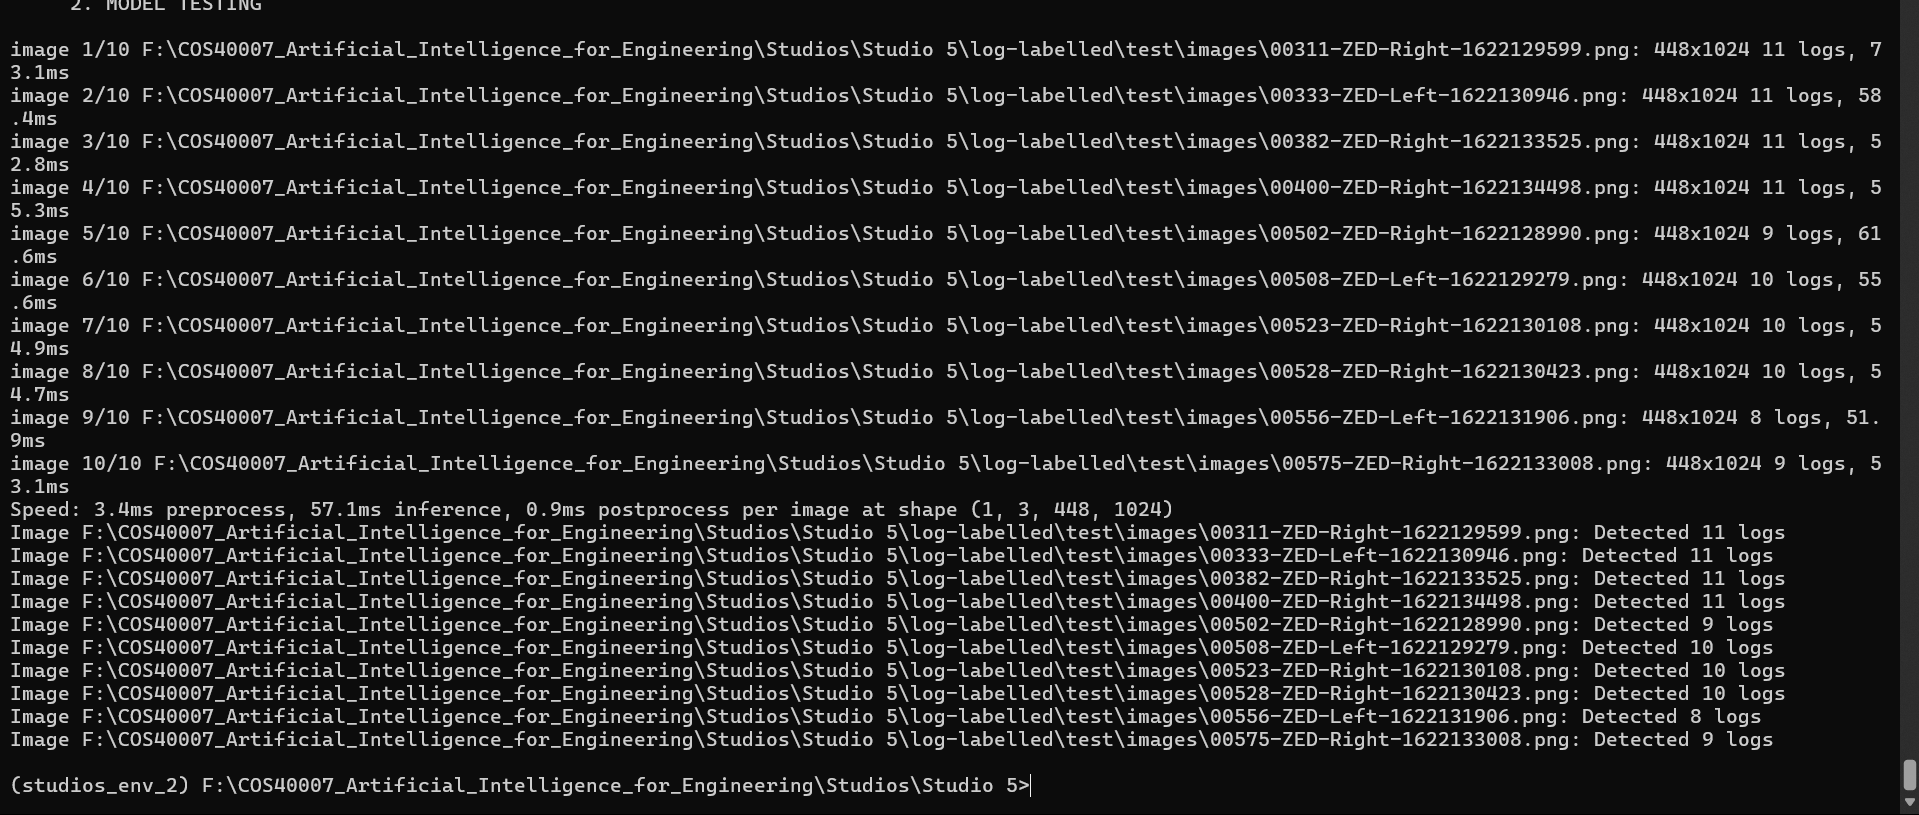 2. MODEL TESTING
image 1/10 F:\COS40007_Artificial_Intelligence_for_Engineering\Studios\Studio 5\log-labelled\test\images\00311-ZED-Right-1622129599.png: 448x1024 11 logs, 7
3.1ms
image 2/10 F:\COS40007_Artificial_Intelligence_for_Engineering\Studios\Studio 5\log-labelled\test\images\00333-ZED-Left-1622130946.png: 448x1024 11 logs, 58
.4ms
image 3/10 F:\COS40007_Artificial_Intelligence_for_Engineering\Studios\Studio 5\log-labelled\test\images\00382-ZED-Right-1622133525.png: 448x1024 11 logs, 5
2.8ms
image 4/10 F:\COS40007_Artificial_Intelligence_for_Engineering\Studios\Studio 5\log-labelled\test\images\00400-ZED-Right-1622134498.png: 448x1024 11 logs, 5
5.3ms
image 5/10 F:\COS40007_Artificial_Intelligence_for_Engineering\Studios\Studio 5\log-labelled\test\images\00502-ZED-Right-1622128990.png: 448x1024 9 logs, 61
.6ms
image 6/10 F:\COS40007_Artificial_Intelligence_for_Engineering\Studios\Studio 5\log-labelled\test\images\00508-ZED-Left-1622129279.png: 448x1024 10 logs, 55
.6ms
image 7/10 F:\COS40007_Artificial_Intelligence_for_Engineering\Studios\Studio 5\log-labelled\test\images\00523-ZED-Right-1622130108.png: 448x1024 10 logs, 5
4.9ms
image 8/10 F:\COS40007_Artificial_Intelligence_for_Engineering\Studios\Studio 5\log-labelled\test\images\00528-ZED-Right-1622130423.png: 448x1024 10 logs, 5
4.7ms
image 9/10 F:\COS40007_Artificial_Intelligence_for_Engineering\Studios\Studio 5\log-labelled\test\images\00556-ZED-Left-1622131906.png: 448x1024 8 logs, 51.
9ms
image 10/10 F:\COS40007_Artificial_Intelligence_for_Engineering\Studios\Studio 5\log-labelled\test\images\00575-ZED-Right-1622133008.png: 448x1024 9 logs, 5
3.1ms
Speed: 3.4ms preprocess, 57.1ms inference, 0.9ms postprocess per image at shape (1, 3, 448, 1024)
Image F:\COS40007_Artificial_Intelligence_for_Engineering\Studios\Studio 5\log-labelled\test\images\00311-ZED-Right-1622129599.png: Detected 11 logs
Image F:\COS40007_Artificial_Intelligence_for_Engineering\Studios\Studio 5\log-labelled\test\images\00333-ZED-Left-1622130946.png: Detected 11 logs
Image F:\COS40007_Artificial_Intelligence_for_Engineering\Studios\Studio 5\log-labelled\test\images\00382-ZED-Right-1622133525.png: Detected 11 logs
Image F:\COS40007_Artificial_Intelligence_for_Engineering\Studios\Studio 5\log-labelled\test\images\00400-ZED-Right-1622134498.png: Detected 11 logs
Image F:\COS40007_Artificial_Intelligence_for_Engineering\Studios\Studio 5\log-labelled\test\images\00502-ZED-Right-1622128990.png: Detected 9 logs
Image F:\COS40007_Artificial_Intelligence_for_Engineering\Studios\Studio 5\log-labelled\test\images\00508-ZED-Left-1622129279.png: Detected 10 logs
Image F:\COS40007_Artificial_Intelligence_for_Engineering\Studios\Studio 5\log-labelled\test\images\00523-ZED-Right-1622130108.png: Detected 10 logs
Image F:\COS40007_Artificial_Intelligence_for_Engineering\Studios\Studio 5\log-labelled\test\images\00528-ZED-Right-1622130423.png: Detected 10 logs
Image F:\COS40007_Artificial_Intelligence_for_Engineering\Studios\Studio 5\log-labelled\test\images\00556-ZED-Left-1622131906.png: Detected 8 logs
Image F:\COS40007_Artificial_Intelligence_for_Engineering\Studios\Studio 5\log-labelled\test\images\00575-ZED-Right-1622133008.png: Detected 9 logs
(studios_env_2) F:\COS40007_Artificial_Intelligence_for_Engineering\Studios\Studio 5>